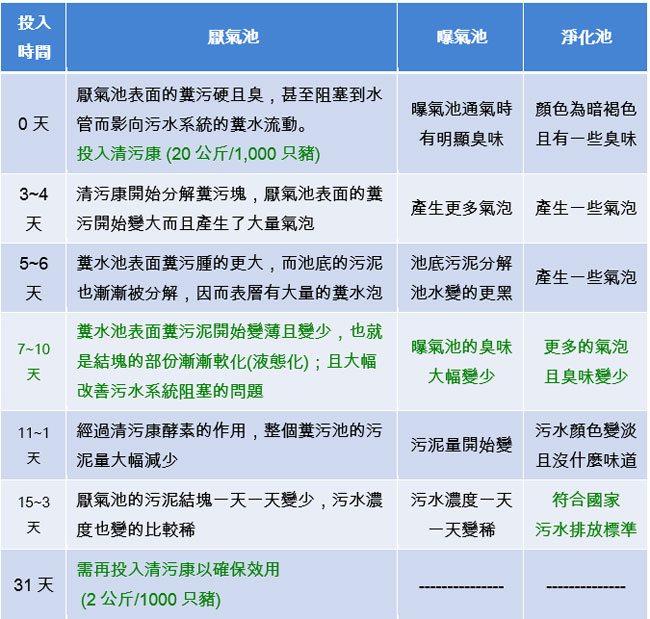 投入
時間
厭氣池
曝氣池
淨化池
0 天
厭氣池表面的糞污硬且臭，甚至阻塞到水
管而影向污水系統的糞水流動。
投入清污康 (20 公斤/1,000 只豬)
曝氣池通氣時
有明顯臭味
顏色為暗褐色
且有一些臭味
3~4
天
清污康開始分解糞污塊，厭氣池表面的糞
污開始變大而且產生了大量氣泡
產生更多氣泡
產生一些氣泡
5~6
天
糞水池表面糞污腫的更大，而池底的污泥
也漸漸被分解，因而表層有大量的糞水泡
池底污泥分解
池水變的更黑
產生一些氣泡
7~10
天
糞水池表面糞污泥開始變薄且變少，也就
是結塊的部份漸漸軟化(液態化)；且大幅
改善污水系統阻塞的問題
曝氣池的臭味
大幅變少
更多的氣泡
且臭味變少
11~1
天
經過清污康酵素的作用，整個糞污池的污
泥量大幅減少
污泥量開始變
污水顏色變淡
且沒什麼味道
15~3
天
厭氣池的污泥結塊一天一天變少，污水濃
度也變的比較稀
污水濃度一天
一天變稀
符合國家
污水排放標準
31 天
需再投入清污康以確保效用
(2 公斤/1000 只豬)
---------------
--------------